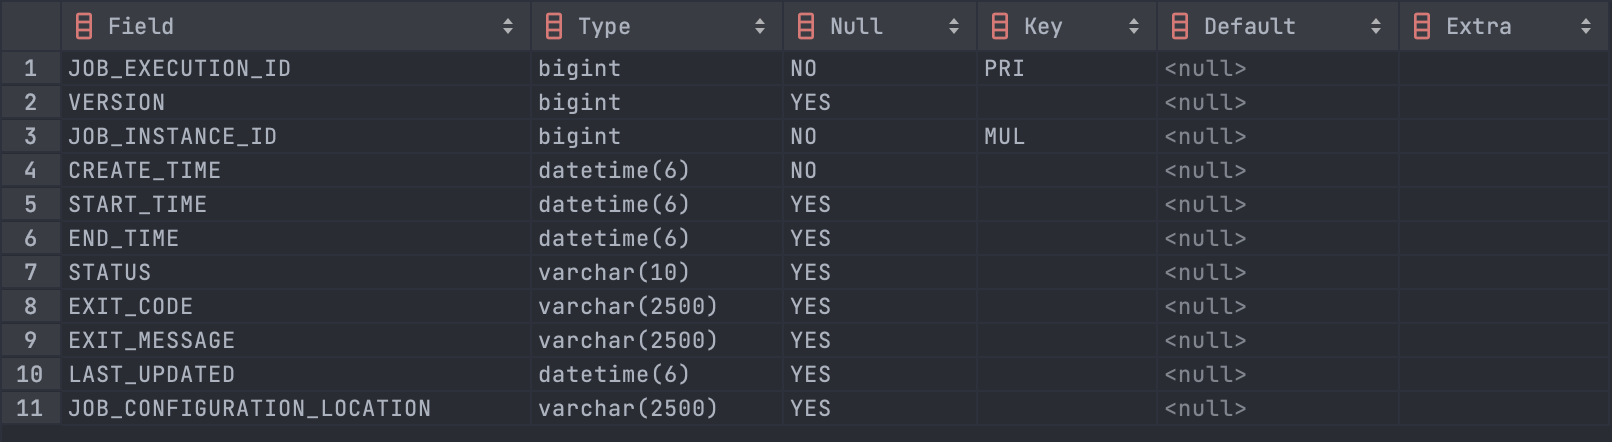 Field Type Null Key Default Extra
1 JOB_EXECUTION_ID bigint NO PRI <null>
2 VERSION bigint YES <null>
3 JOB_INSTANCE_ID bigint NO MUL <null>
4 CREATE_TIME datetime(6) NO <null>
5 START_TIME datetime(6) YES <null>
6 END_TIME datetime(6) YES <null>
7 STATUS varchar(10) YES <null>
8 EXIT_CODE varchar(2500) YES <null>
9 EXIT_MESSAGE varchar(2500) YES <null>
10 LAST_UPDATED datetime(6) YES <null>
11 JOB_CONFIGURATION_LOCATION varchar(2500) YES <null>